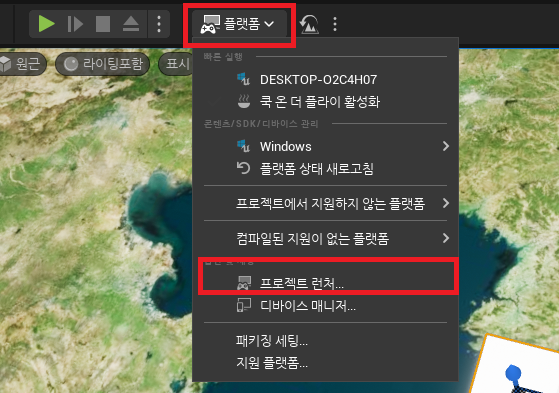 플랫폼
원근
라이팅포함
표시
빠른 실행
DESKTOP-O2C4H07
쿡 온 더 플라이 활성화
콘텐츠/SDK/디바이스 관리
Windows
플랫폼 상태 새로고침
프로젝트에서 지원하지 않는 플랫폼
컴파일된 지원이 없는 플랫폼
프로젝트 런처...
디바이스 매니저...
패키징 세팅...
지원 플랫폼...